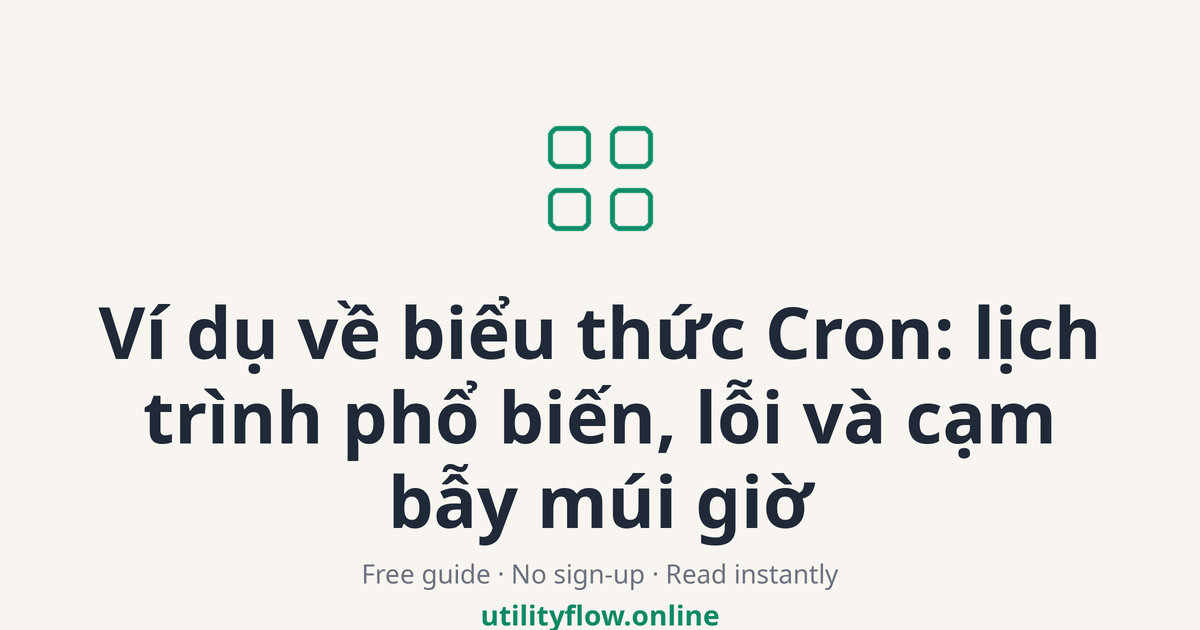 Ví dụ về biểu thức Cron: lịch
trình phổ biến, lỗi và cạm
bẫy múi giờ
Free guide · No sign-up · Read instantly
utilityflow.online